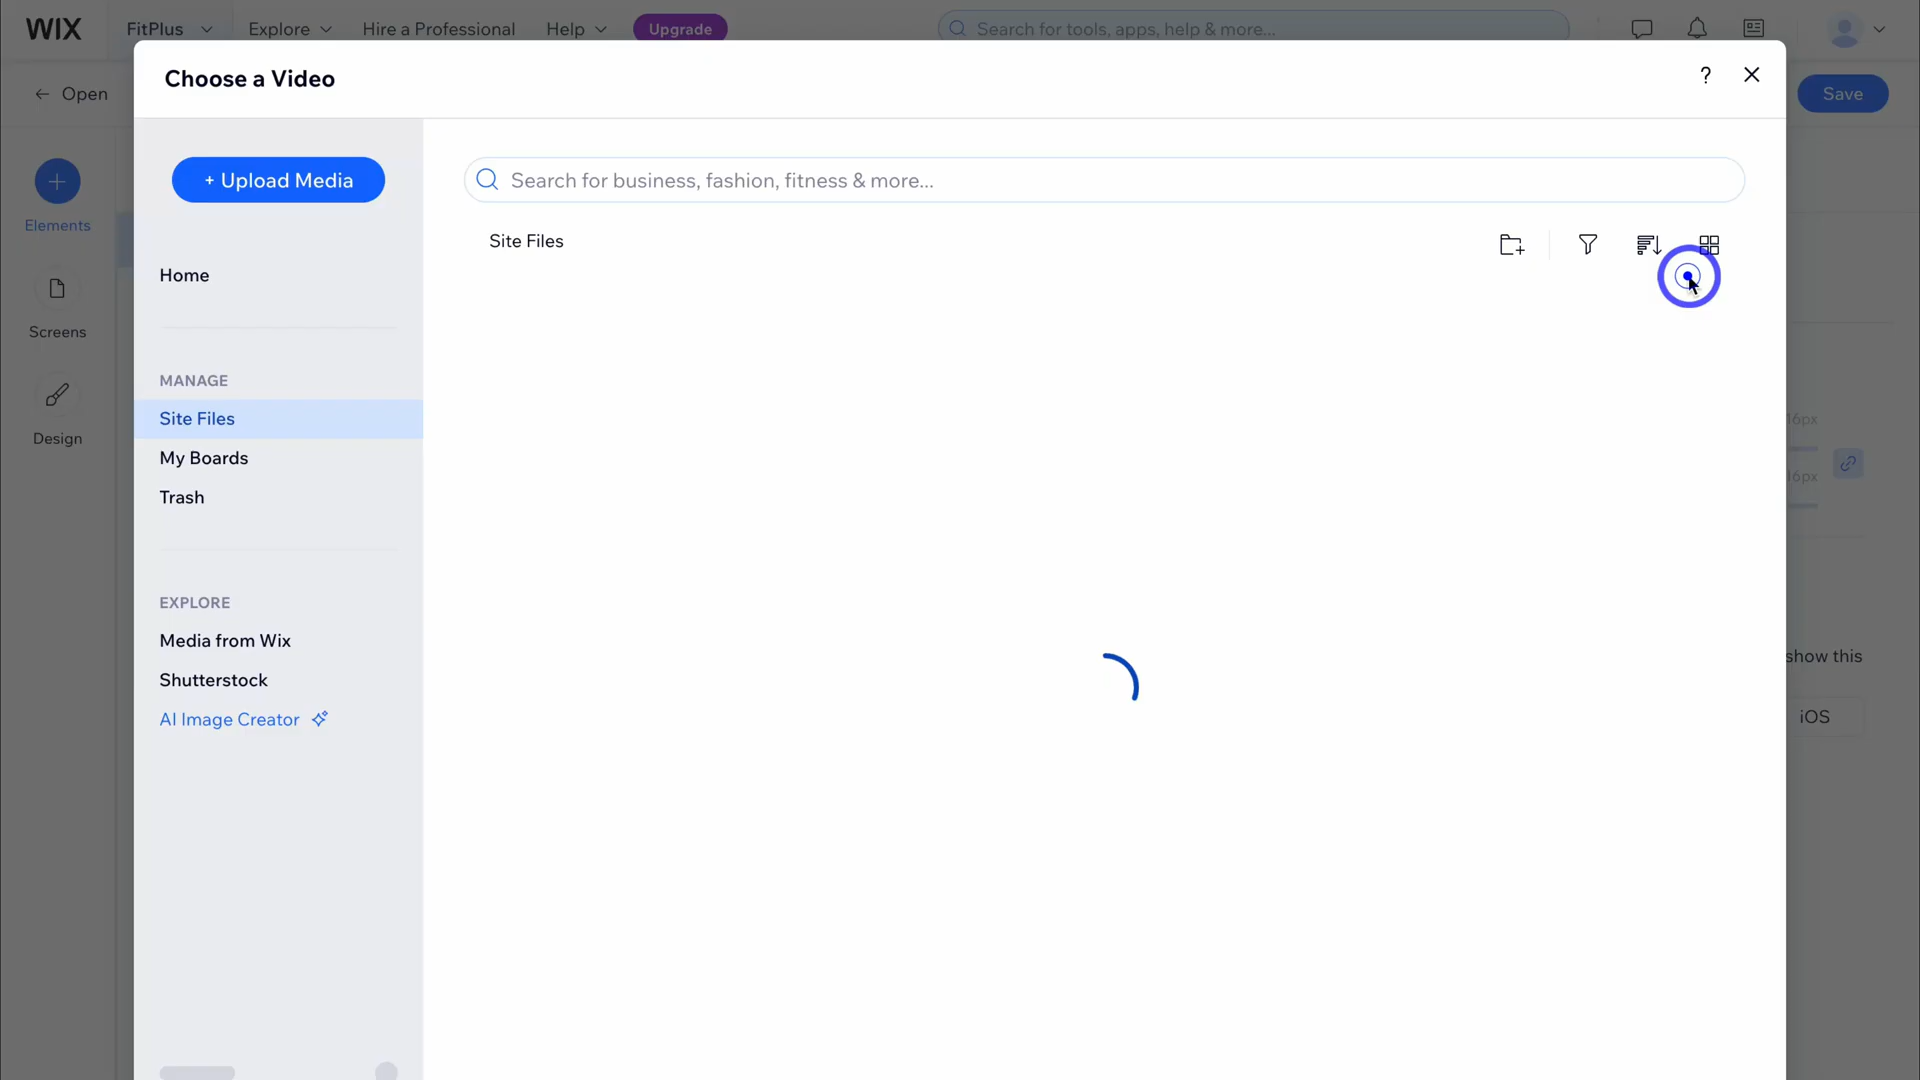 WIX
FitPlus
Explore
Hire a Professional
Help
Upgrade
Search for tools, apps, help & more...
Choose a Video
?
Open
Save
+ Upload Media
Search for business, fashion, fitness & more...
Elements
Site Files
Home
Screens
MANAGE
Site Files
16px
Design
My Boards
16px
Trash
EXPLORE
Media from Wix
show this
Shutterstock
AI Image Creator
iOS